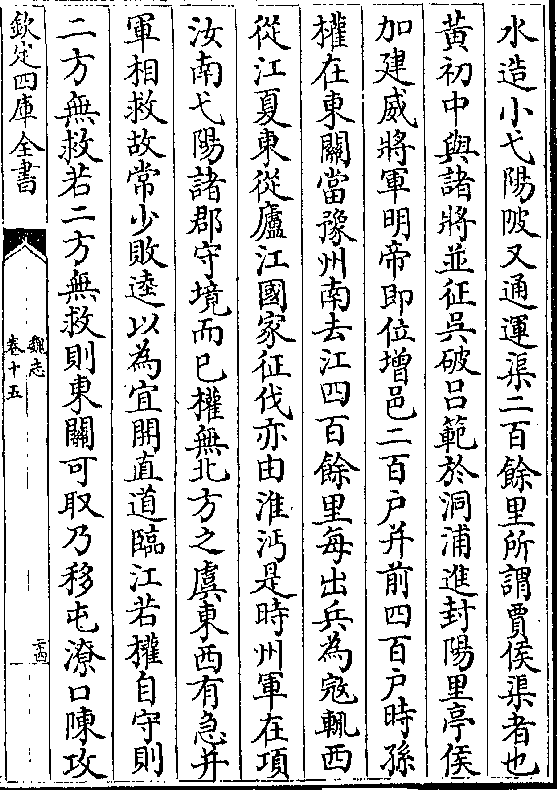 水造小弋陽陂又通運渠二百餘里所謂賈侯渠者也
黃初中與諸將並征吳破呂範於洞浦進封陽里亭侯
加建威將軍明帝即位增邑二百户并前四百户時孫
權在東關當豫州南去江四百餘里每出兵為寇輒西
從江夏東從廬江國家征伐亦由淮沔是時州軍在項
汝南弋陽諸郡守境而已權無北方之虞東西有急并
軍相救故常少敗逵以為宜開直道臨江若權自守則
二方無救若二方無救則東關可取乃移屯潦口陳攻
欽定四庫全書
魏志
卷十五
二十四